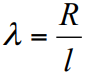 λ = R/l